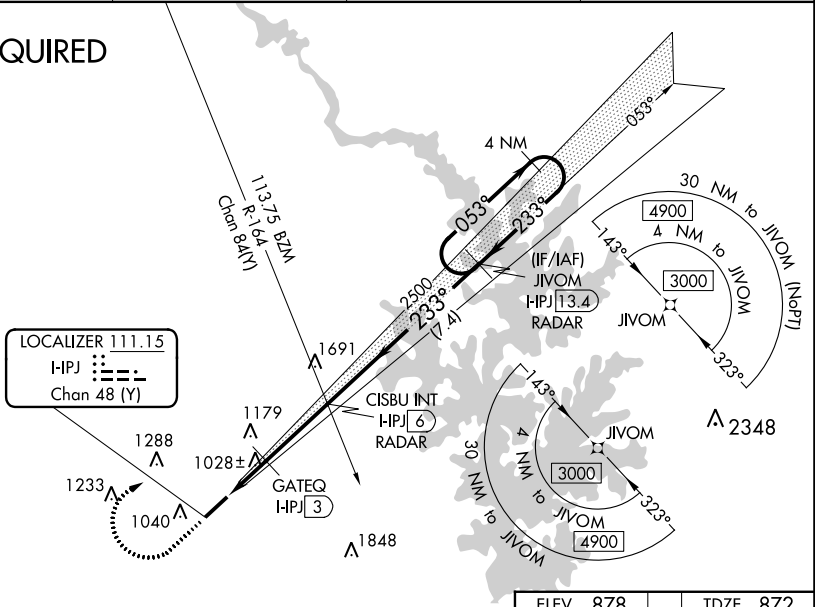 QUIRED
113.75 BZM
R-164
Chan 84(Y)
4 NM
053°
053°
233°
(IF/IAF)
JIVOM
I-IPJ 13.4
RADAR
2500
233°
(7.4)
30 NM to JIVOM (NoPT)
4900
4 NM to JIVOM
143°
3000
JIVOM
323°
LOCALIZER 111.15
I-IPJ
Chan 48 (Y)
1691
CISBU INT
I-IPJ 6
RADAR
1179
1288
1028±
GATEQ
I-IPJ 3
1233
1040
1848
2348
143°
JIVOM
4 NM to JIVOM
3000
30 NM to JIVOM
4900
323°
ELEV 878
TDZE 872